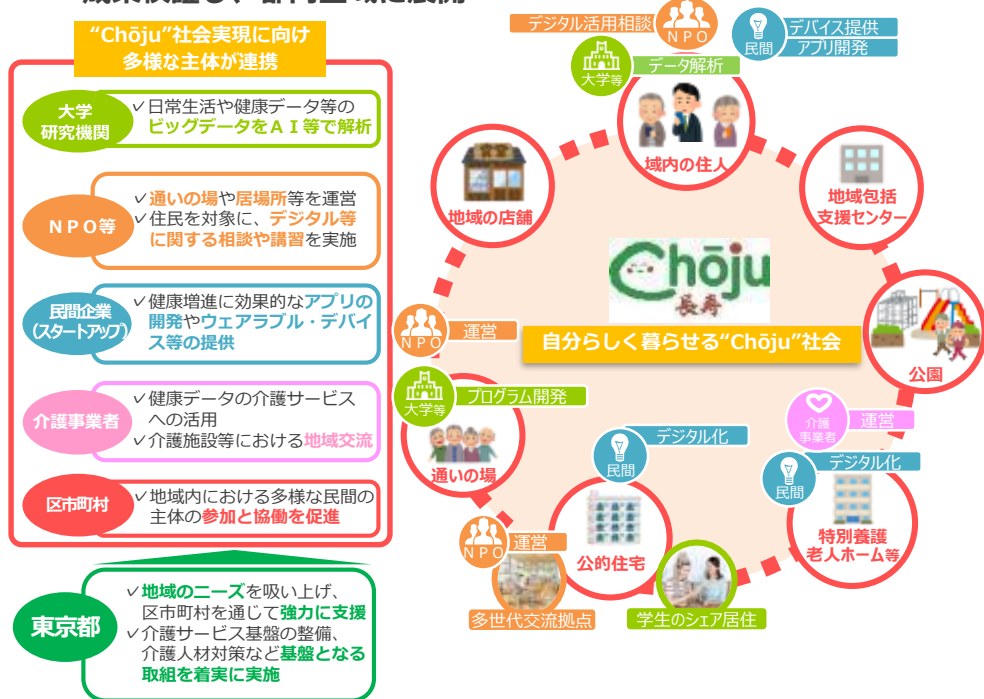 “Chōju”社会実現に向け
多様な主体が連携
大学
研究機関
✓日常生活や健康データ等の
ビッグデータをＡＩ等で解析
ＮＰＯ等
✓通いの場や居場所等を運営
✓住民を対象に、デジタル等
に関する相談や講習を実施
民間企業
(スタートアップ)
✓健康増進に効果的なアプリの
開発やウェアラブル・デバイ
ス等の提供
介護事業者
✓健康データの介護サービス
への活用
✓介護施設等における地域交流
区市町村
✓地域内における多様な民間の
主体の参加と協働を促進
東京都
✓地域のニーズを吸い上げ、
区市町村を通じて強力に支援
✓介護サービス基盤の整備、
介護人材対策など基盤となる
取組を着実に実施
デジタル活用相談
ＮＰＯ
民間
デバイス提供
アプリ開発
大学等
データ解析
域内の住人
地域の店舗
地域包括
支援センター
Chōju
長寿
自分らしく暮らせる“Chōju”社会
公園
ＮＰＯ
運営
大学等
プログラム開発
通いの場
介護
事業者
運営
民間
デジタル化
特別養護
老人ホーム等
民間
デジタル化
公的住宅
ＮＰＯ
運営
多世代交流拠点
学生のシェア居住